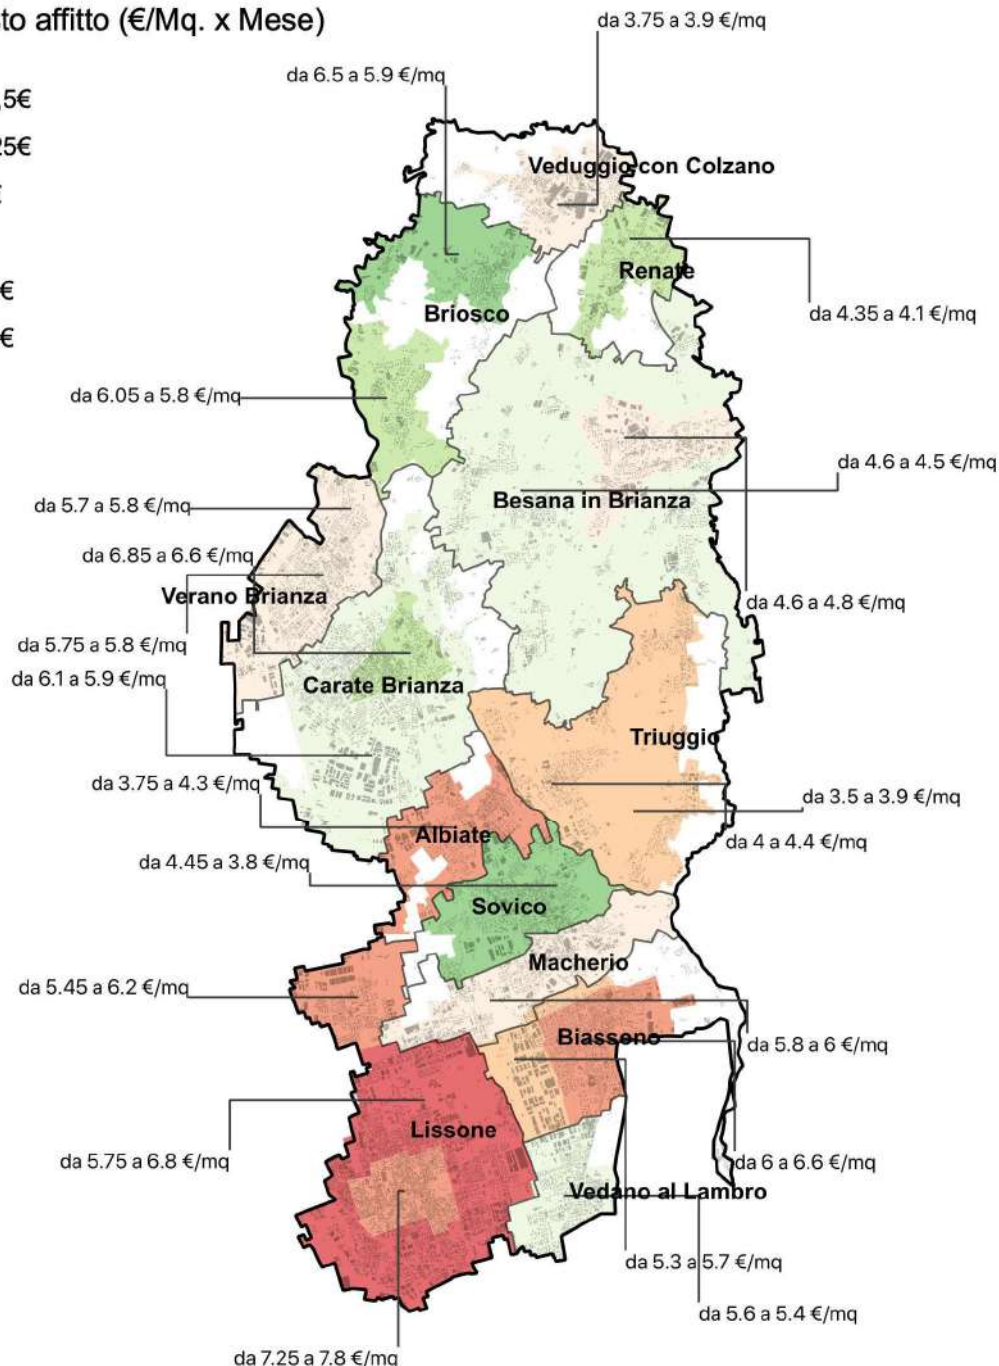 to affitto (€/Mq. x Mese)
da 3.75 a 3.9 €/mq
da 6.5 a 5.9 €/mq
,5€
25€
€
€
€
Veduggio con Colzano
Renate
Briosco
da 4.35 a 4.1 €/mq
da 6.05 a 5.8 €/mq
da 4.6 a 4.5 €/mq
Besana in Brianza
da 5.7 a 5.8 €/mq
da 6.85 a 6.6 €/mq
Verano Brianza
da 4.6 a 4.8 €/mq
da 5.75 a 5.8 €/mq
da 6.1 a 5.9 €/mq
Carate Brianza
Triuggio
da 3.75 a 4.3 €/mq
da 3.5 a 3.9 €/mq
Albiate
da 4 a 4.4 €/mq
da 4.45 a 3.8 €/mq
Sovico
Macherio
da 5.45 a 6.2 €/mq
Biassono
da 5.8 a 6 €/mq
Lissone
da 5.75 a 6.8 €/mq
da 6 a 6.6 €/mq
Vedano al Lambro
da 5.3 a 5.7 €/mq
da 5.6 a 5.4 €/mq
da 7.25 a 7.8 €/mq